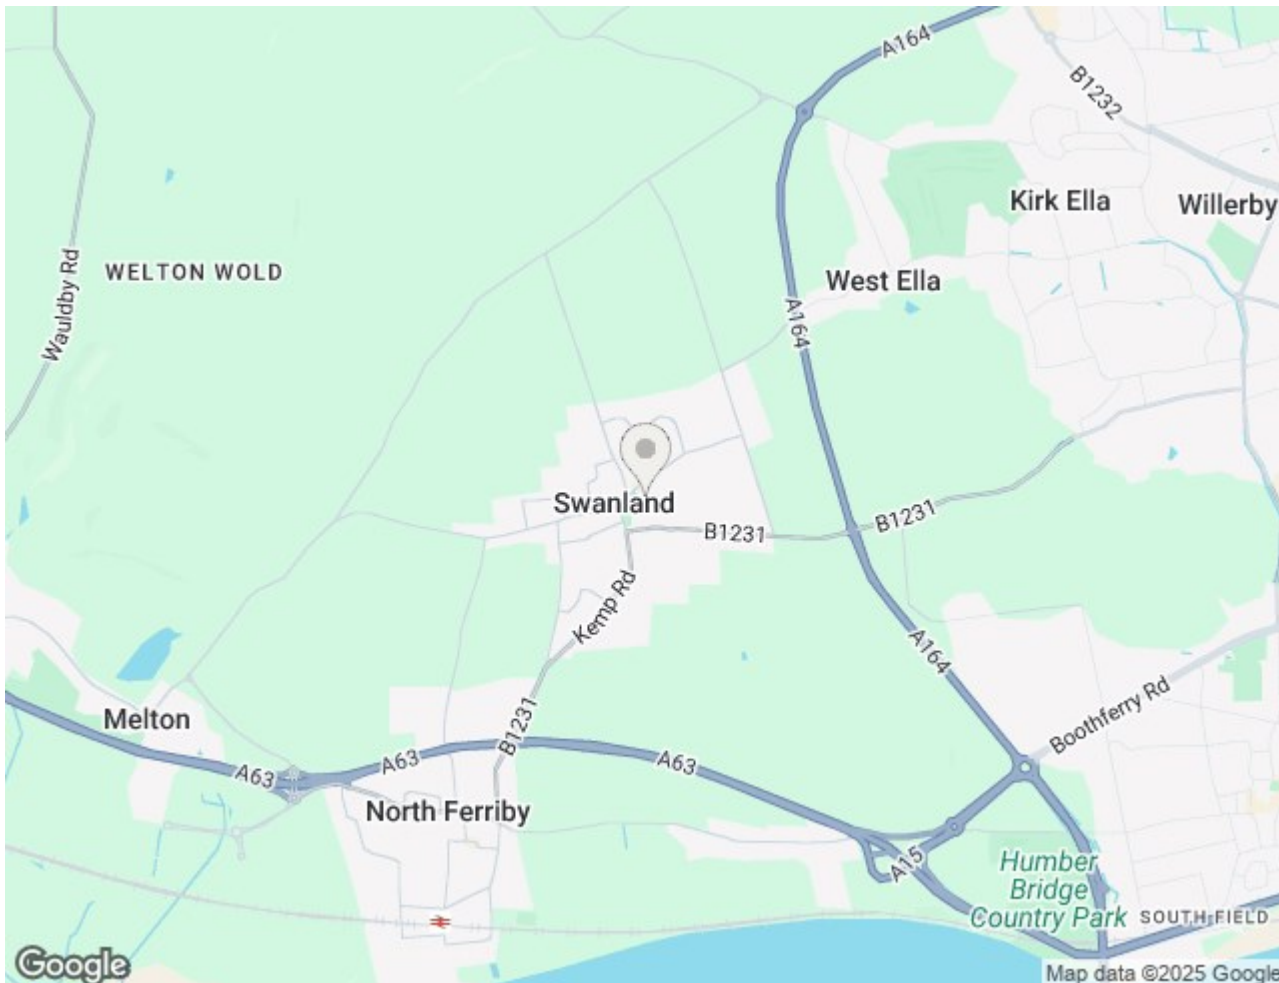 A164
B1232
Kirk Ella
Willerby
WELTON WOLD
Wauldby Rd
West Ella
A164
Swanland
B1231
B1231
Kemp Rd
A164
Boothferry Rd
Melton
B1231
A63
A63
A63
North Ferriby
A15
Humber
Bridge
Country Park
SOUTH FIELD
Google
Map data ©2025 Google